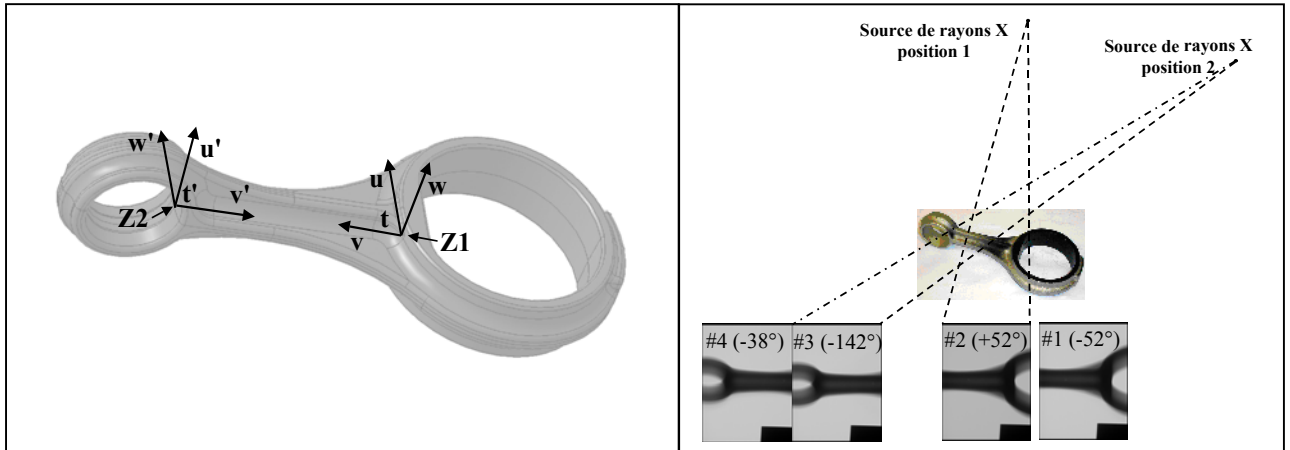 w'
u'
t'
v'
Z2
u
w
t
v
Z1
Source de rayons X
position 1
Source de rayons X
position 2
#4 (-38°)
#3 (-142°)
#2 (+52°)
#1 (-52°)